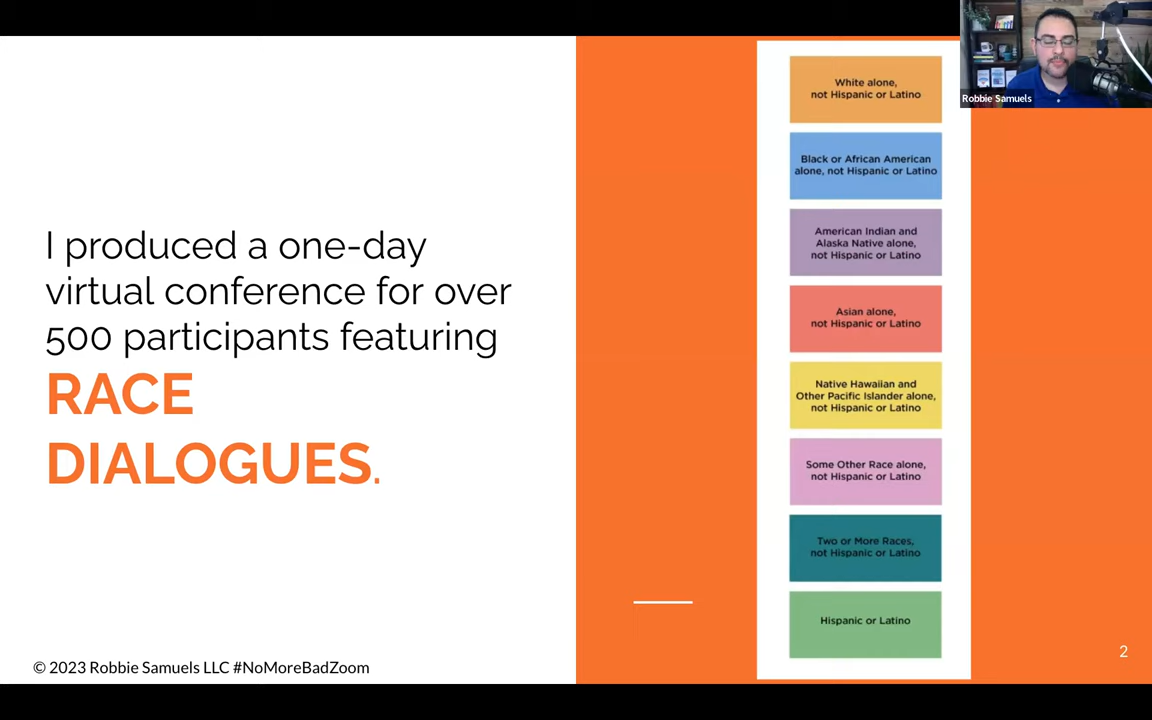 I produced a one-day
virtual conference for over
500 participants featuring
RACE
DIALOGUES.
© 2023 Robbie Samuels LLC #NoMoreBadZoom
White alone,
not Hispanic or Latino
Black or African American
alone, not Hispanic or Latino
American Indian and
Alaska Native alone,
not Hispanic or Latino
Asian alone,
not Hispanic or Latino
Native Hawaiian and
Other Pacific Islander alone,
not Hispanic or Latino
Some Other Race alone,
not Hispanic or Latino
Two or More Races,
not Hispanic or Latino
Hispanic or Latino
Robbie Samuels
2